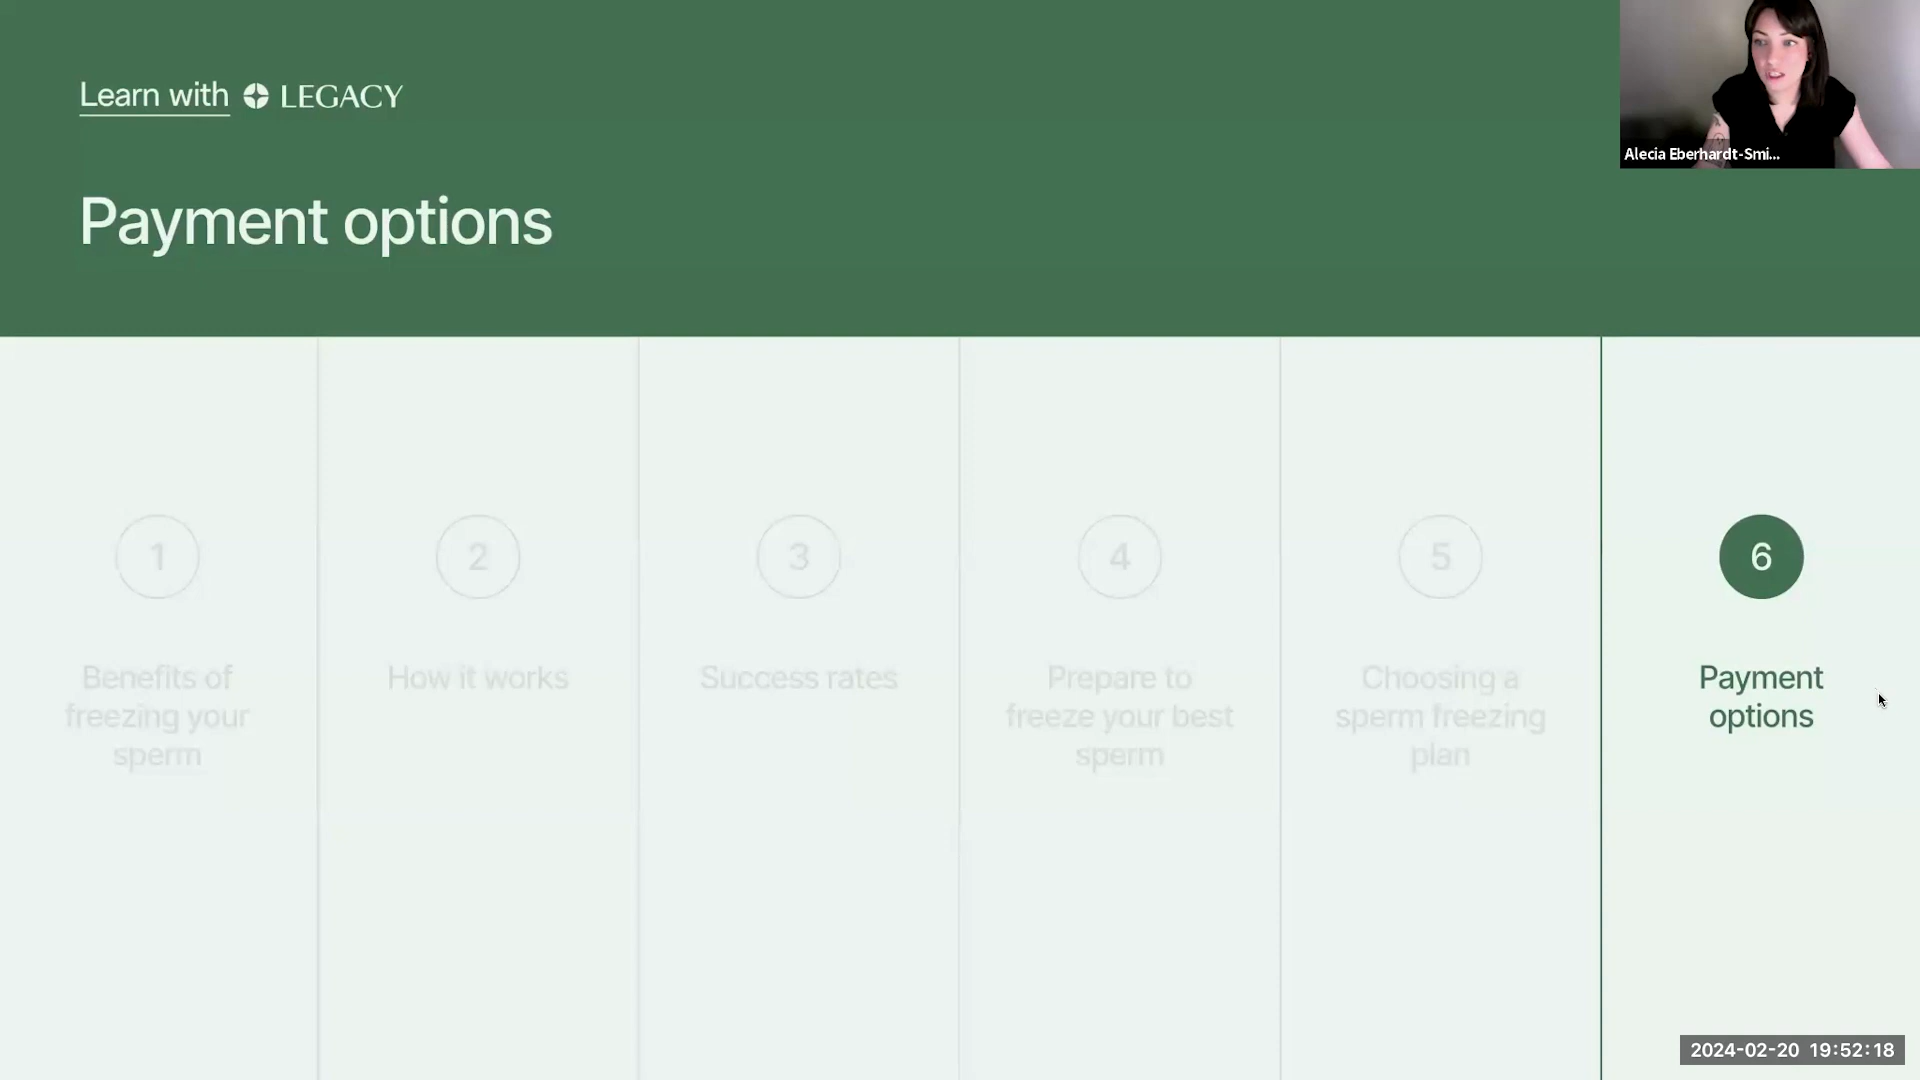 Learn with LEGACY
Alecia Eberhardt-Smi...
Payment options
1
2
3
4
5
6
Benefits of
freezing your
sperm
How it works
Success rates
Prepare to
freeze your best
sperm
Choosing a
sperm freezing
plan
Payment
options
2024-02-20 19:52:18